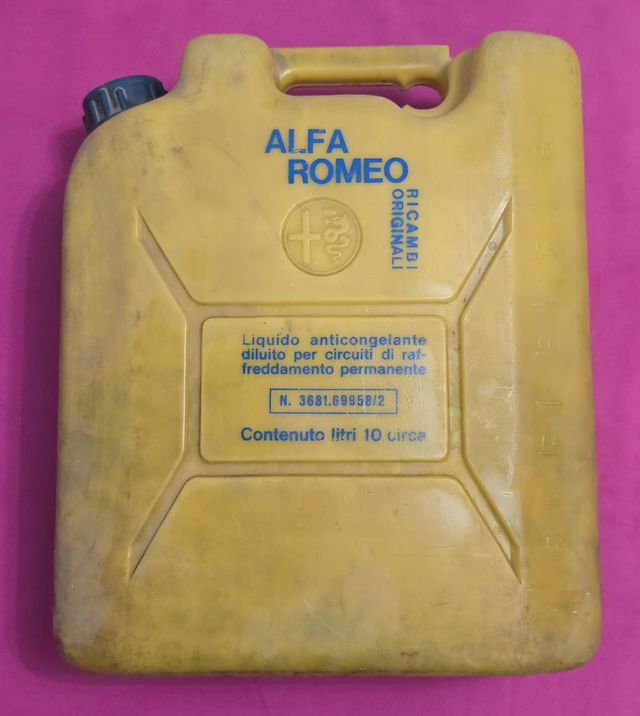 ALFA
ROMEO
RICAMBI
ORIGINALI
Liquido anticongelante
diluito per circuiti di raf-
freddamento permanente
N. 3681.69958/2
Contenuto litri 10 circa